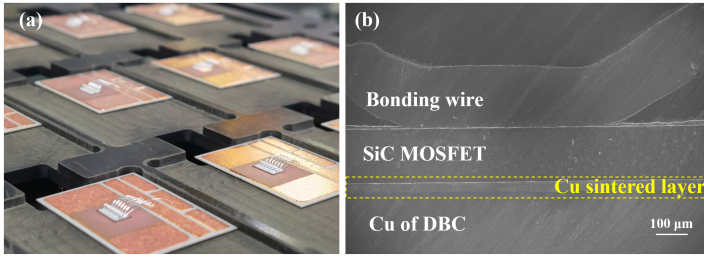 (a)
(b)
Bonding wire
SiC MOSFET
Cu sintered layer
Cu of DBC
100 μm